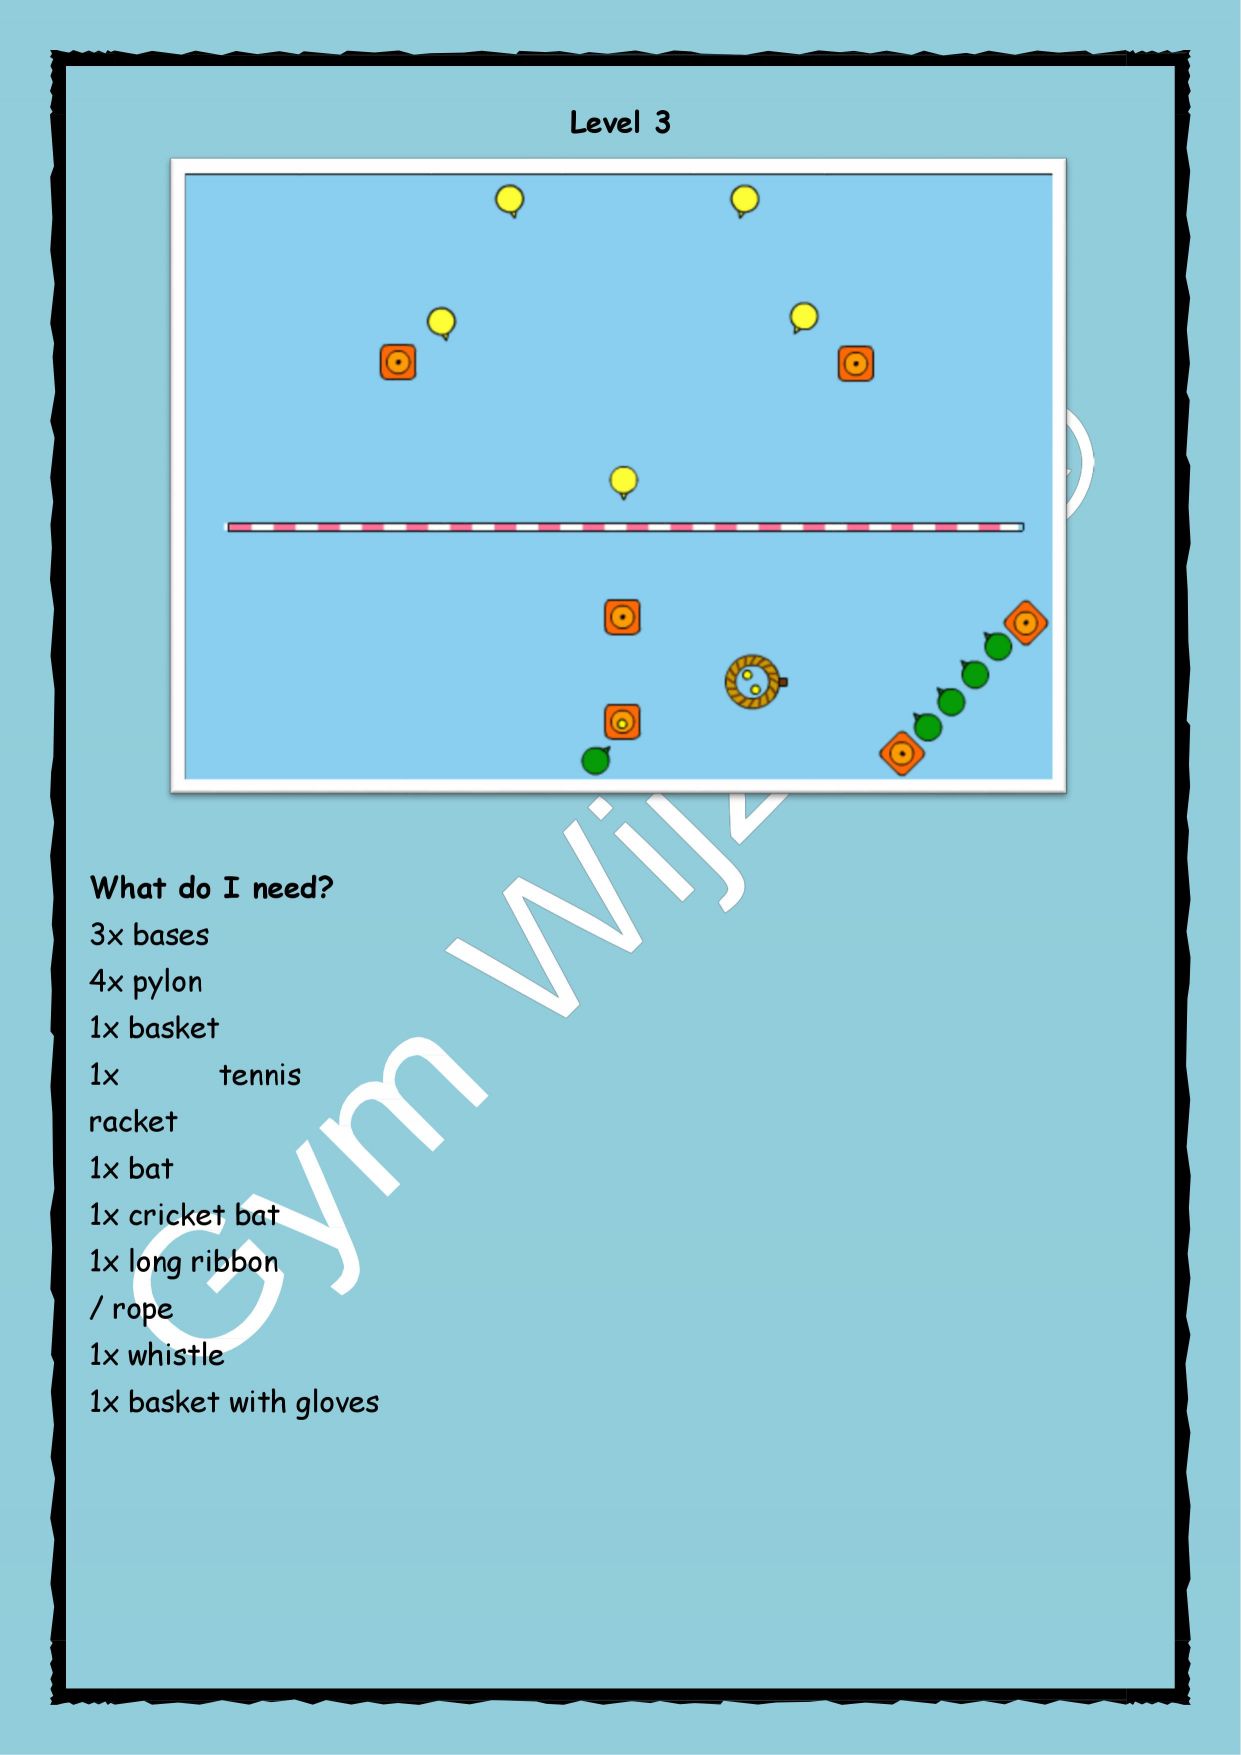 Level 3
What do I need?
3x bases
4x pylon
1x basket
1x tennis
racket
1x bat
1x cricket bat
1x long ribbon
/ rope
1x whistle
1x basket with gloves
Gym